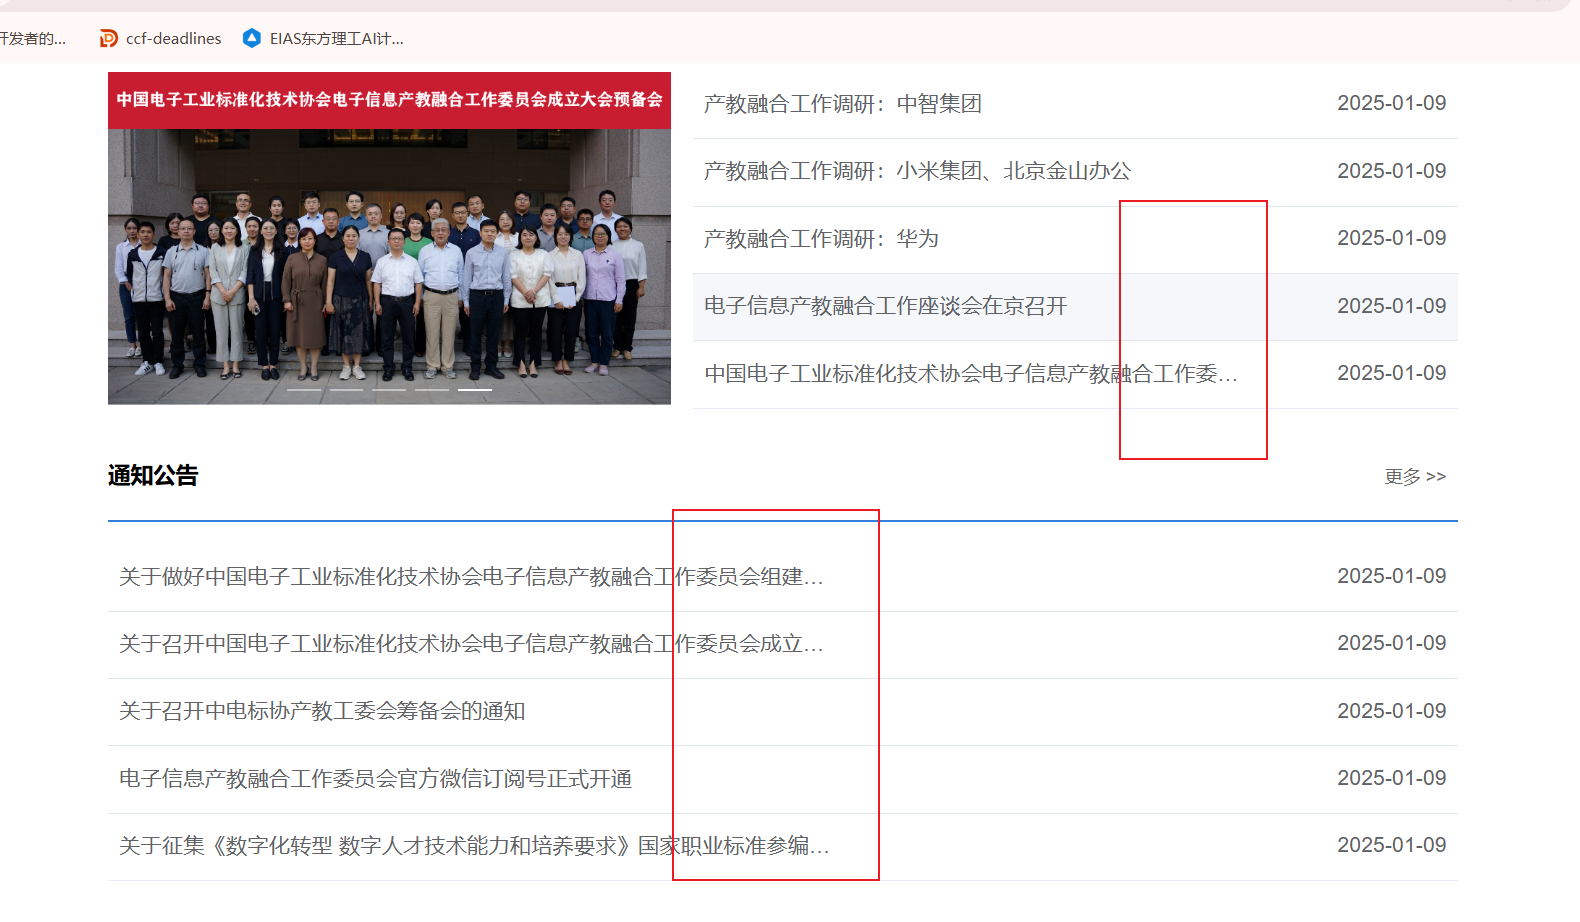 开发者的...
ccf-deadlines
EIAS东方理工AI计...
中国电子工业标准化技术协会电子信息产教融合工作委员会成立大会预备会
产教融合工作调研：中智集团 2025-01-09
产教融合工作调研：小米集团、北京金山办公 2025-01-09
产教融合工作调研：华为 2025-01-09
电子信息产教融合工作座谈会在京召开 2025-01-09
中国电子工业标准化技术协会电子信息产教融合工作委... 2025-01-09
通知公告
更多 >>
关于做好中国电子工业标准化技术协会电子信息产教融合工作委员会组建... 2025-01-09
关于召开中国电子工业标准化技术协会电子信息产教融合工作委员会成立... 2025-01-09
关于召开中电标协产教工委会筹备会的通知 2025-01-09
电子信息产教融合工作委员会官方微信订阅号正式开通 2025-01-09
关于征集《数字化转型 数字人才技术能力和培养要求》国家职业标准参编... 2025-01-09